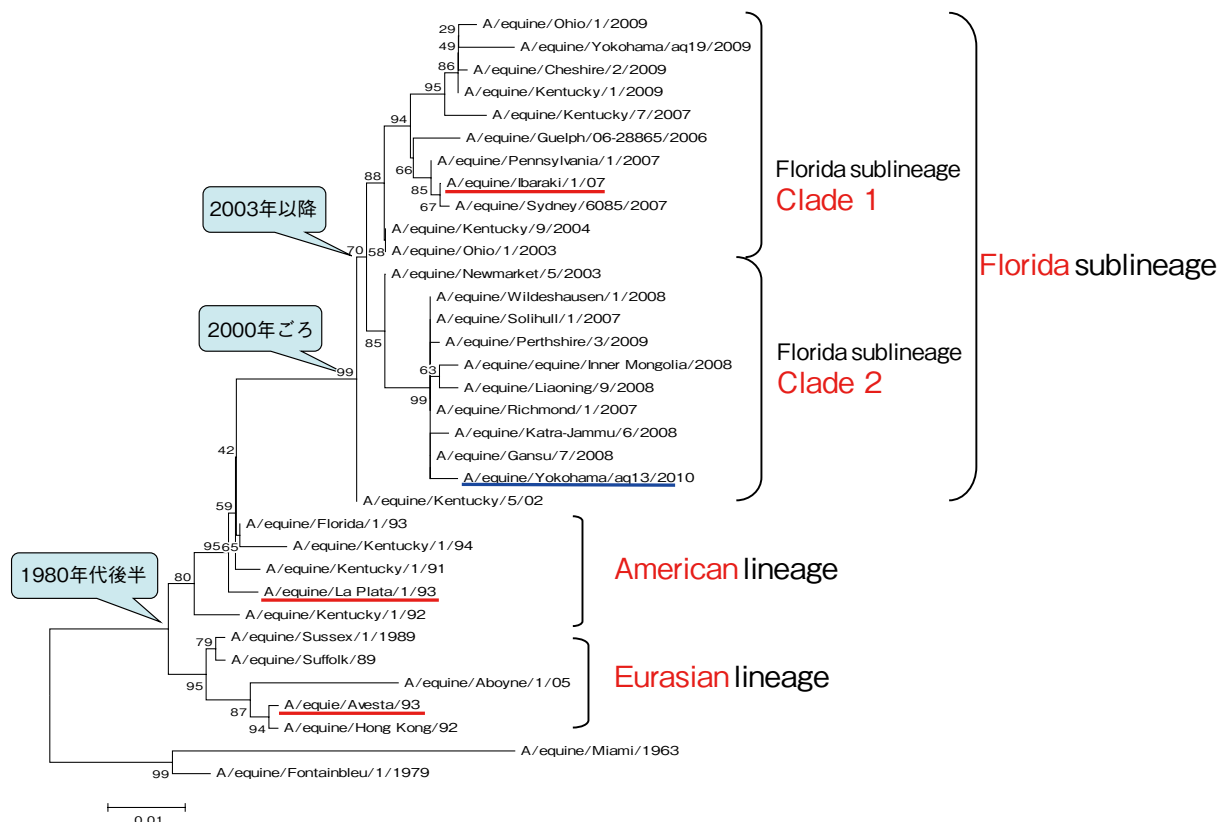 A/equine/Ohio/1/2009
29
49
A/equine/Yokohama/aq19/2009
86
A/equine/Cheshire/2/2009
95
A/equine/Kentucky/1/2009
A/equine/Kentucky/7/2007
94
A/equine/Guelph/06-28865/2006
66
A/equine/Pennsylvania/1/2007
88
85
A/equine/Ibaraki/1/07
67
A/equine/Sydney/6085/2007
Florida sublineage
Clade 1
2003年以降
A/equine/Kentucky/9/2004
70
58
A/equine/Ohio/1/2003
A/equine/Newmarket/5/2003
Florida sublineage
A/equine/Wildeshausen/1/2008
2000年ごろ
A/equine/Solihull/1/2007
85
A/equine/Perthshire/3/2009
99
63
A/equine/equine/Inner Mongolia/2008
A/equine/Liaoning/9/2008
99
A/equine/Richmond/1/2007
Florida sublineage
Clade 2
A/equine/Katra-Jammu/6/2008
42
A/equine/Gansu/7/2008
A/equine/Yokohama/aq13/2010
A/equine/Kentucky/5/02
59
A/equine/Florida/1/93
95
65
A/equine/Kentucky/1/94
A/equine/Kentucky/1/91
American lineage
1980年代後半
80
A/equine/La Plata/1/93
A/equine/Kentucky/1/92
A/equine/Sussex/1/1989
79
A/equine/Suffolk/89
95
A/equine/Aboyne/1/05
Eurasian lineage
87
A/equie/Avesta/93
94
A/equine/Hong Kong/92
A/equine/Miami/1963
99
A/equine/Fontainbleu/1/1979
0.01